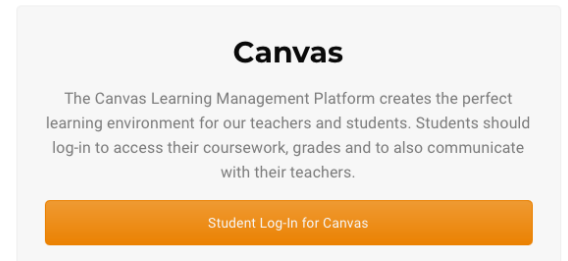 Canvas
The Canvas Learning Management Platform creates the perfect
learning environment for our teachers and students. Students should
log-in to access their coursework, grades and to also communicate
with their teachers.
Student Log-In for Canvas